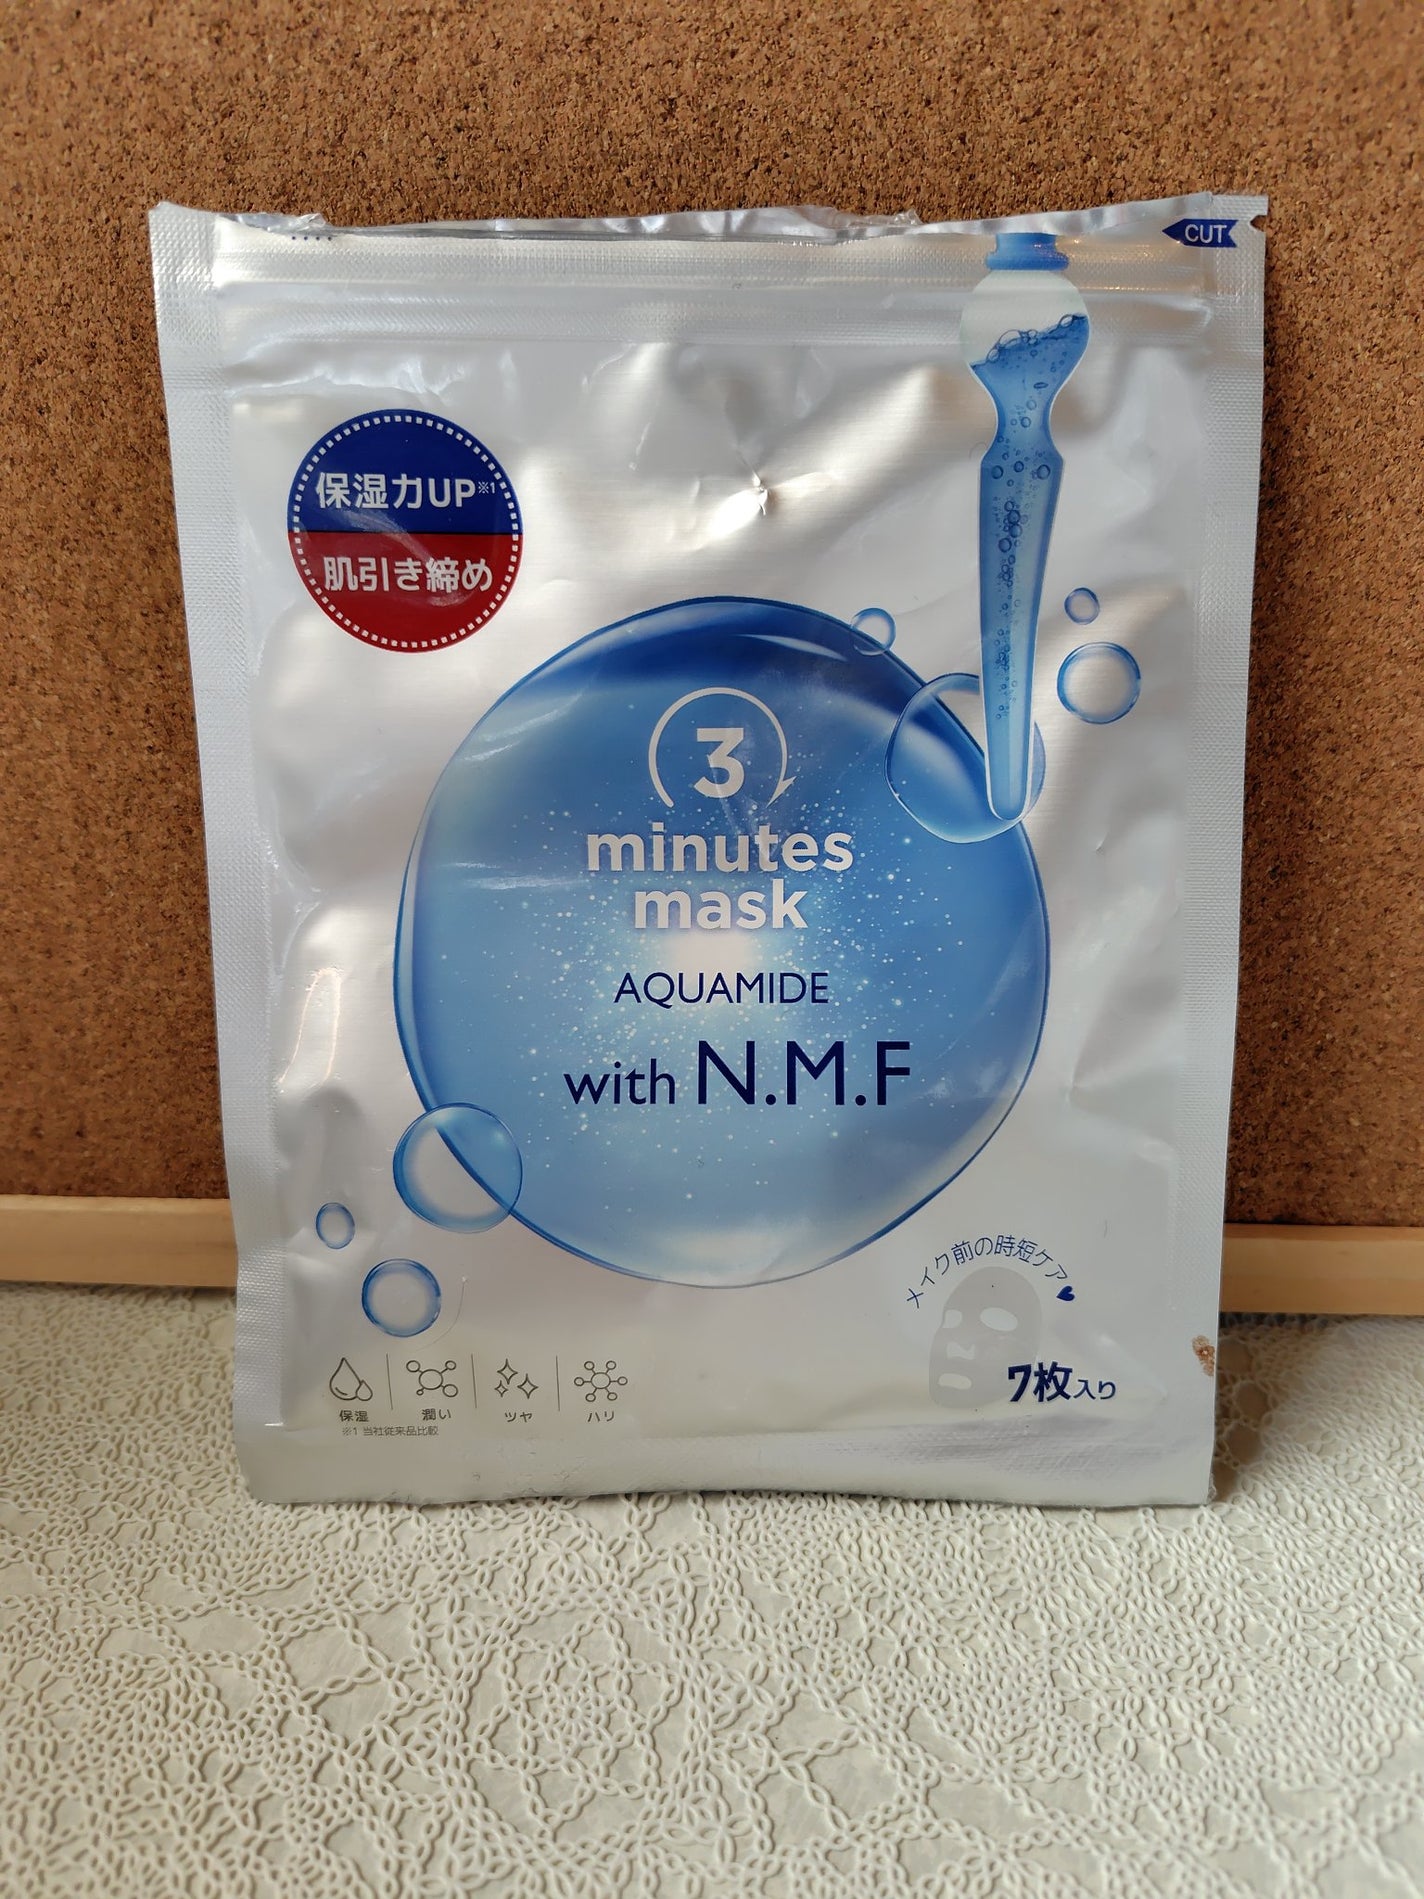 CUT
保湿力UP※1
肌引き締め
3
minutes
mask
AQUAMIDE
with N.M.F
メイク前の時短ケア
7枚入り
保湿
潤い
ツヤ
ハリ
※1 当社従来品比較